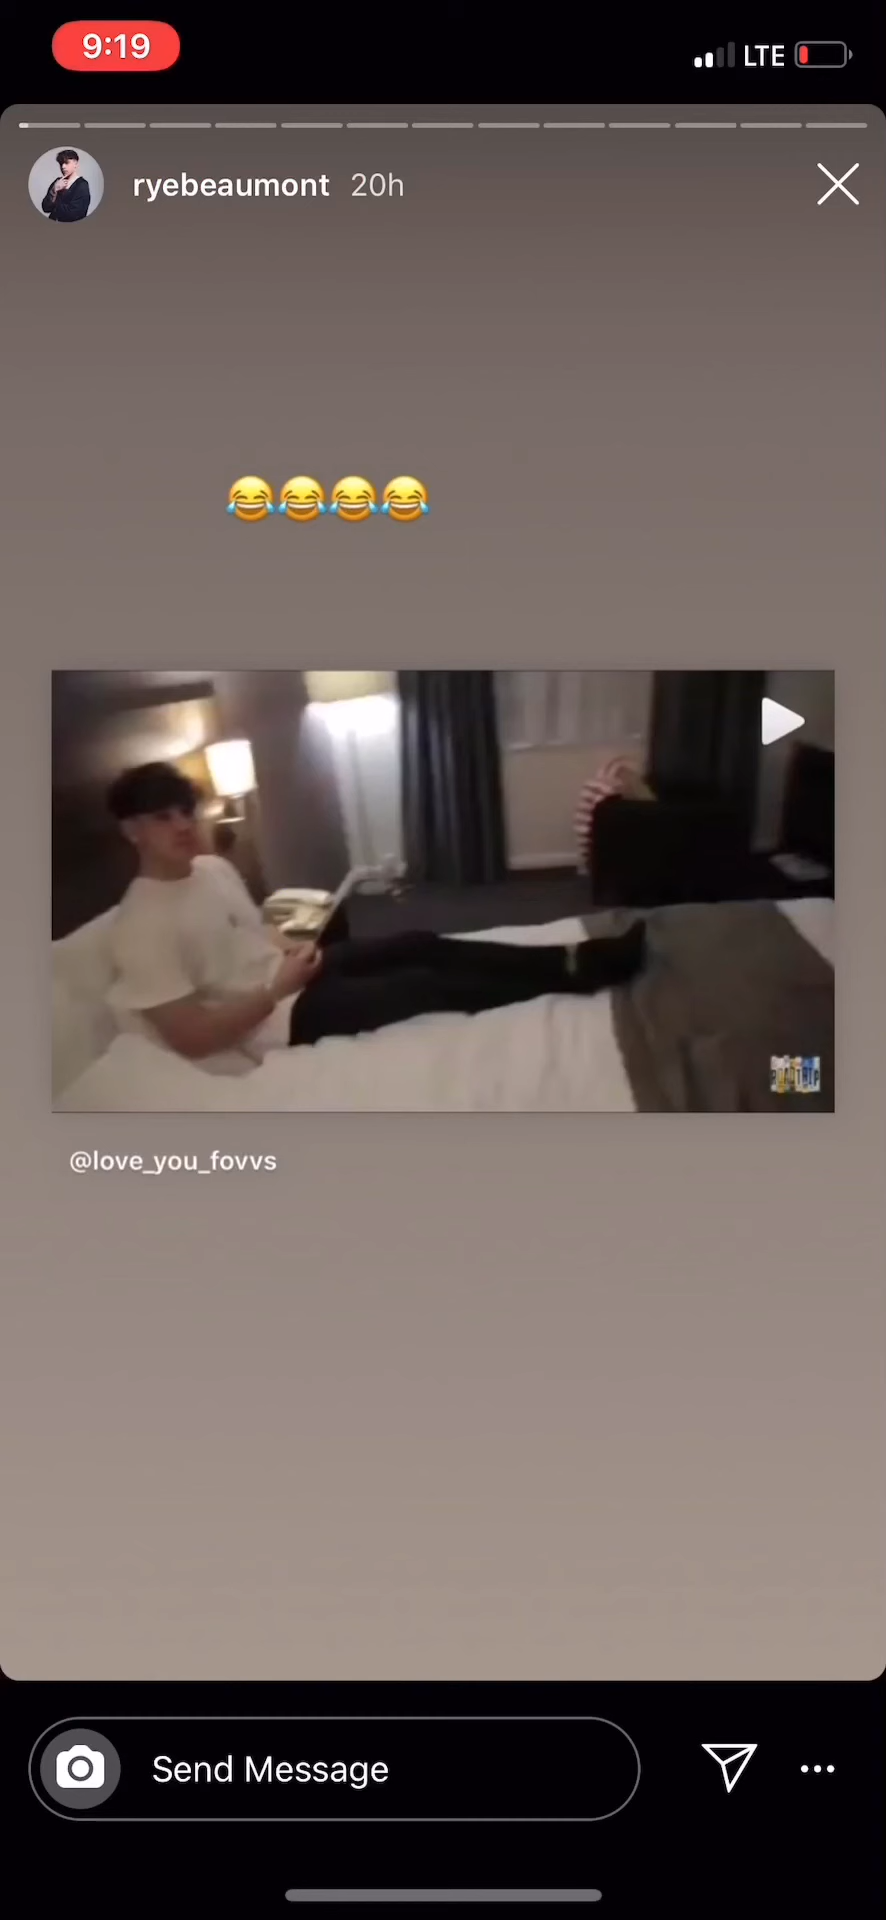 9:19
LTE
ryebeaumont 20h
😂😂😂😂
@love_you_fovvs
Send Message